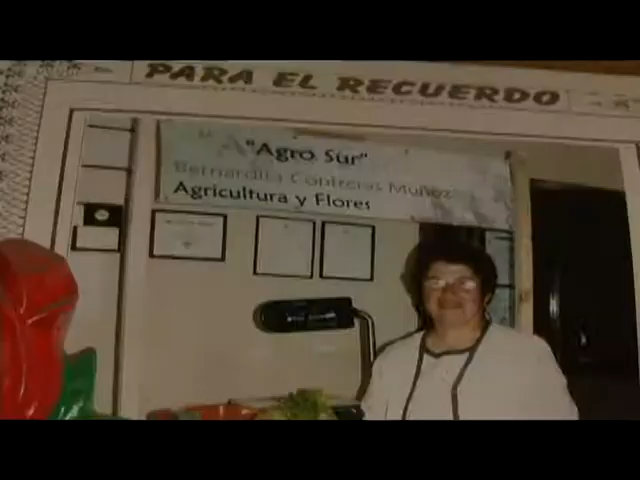 PARA EL RECUERDO
"Agro Sur"
Bernardita Contreras Muñoz
Agricultura y Flores